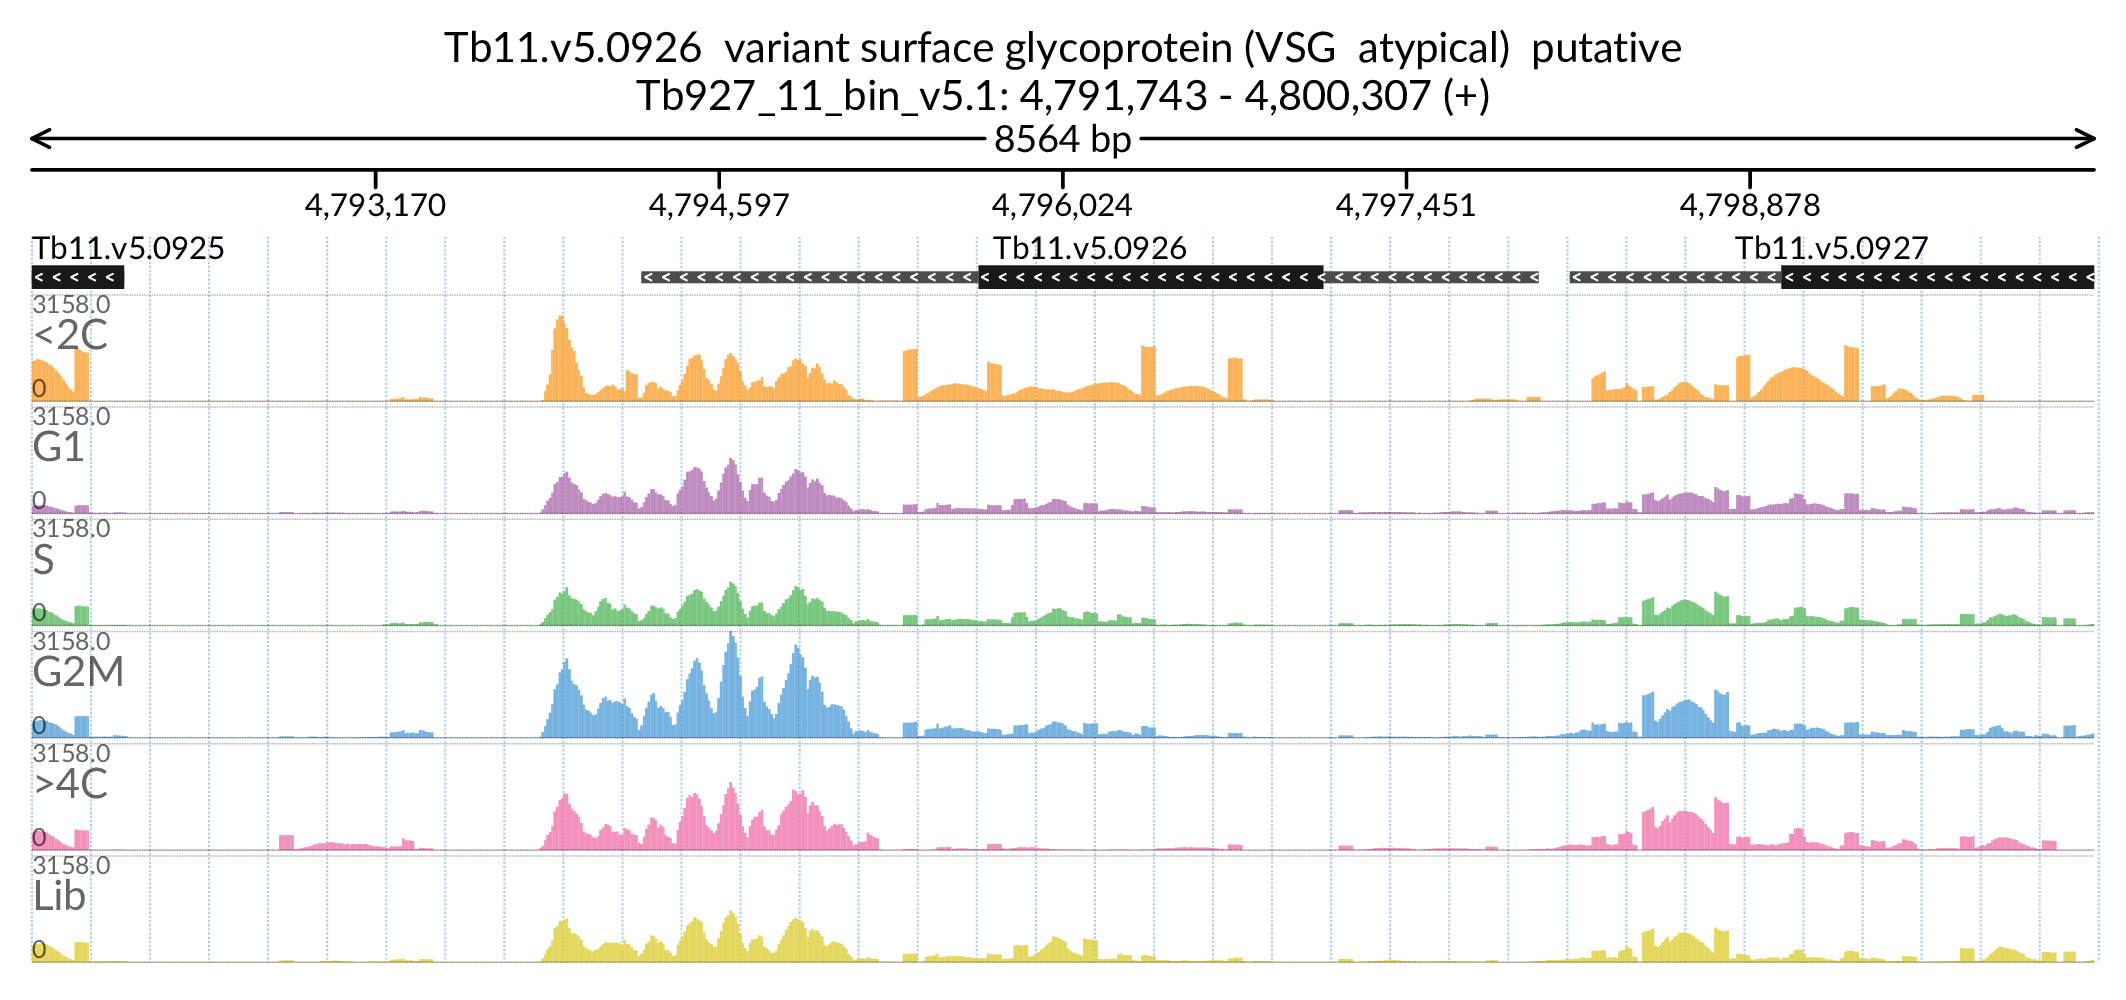 Tb11.v5.0926 variant surface glycoprotein (VSG atypical) putative
Tb927_11_bin_v5.1: 4,791,743 - 4,800,307 (+)
8564 bp
4,793,170 4,794,597 4,796,024 4,797,451 4,798,878
Tb11.v5.0925 Tb11.v5.0926 Tb11.v5.0927
3158.0
<2C
0
3158.0
G1
0
3158.0
S
0
3158.0
G2M
0
3158.0
>4C
0
3158.0
Lib
0